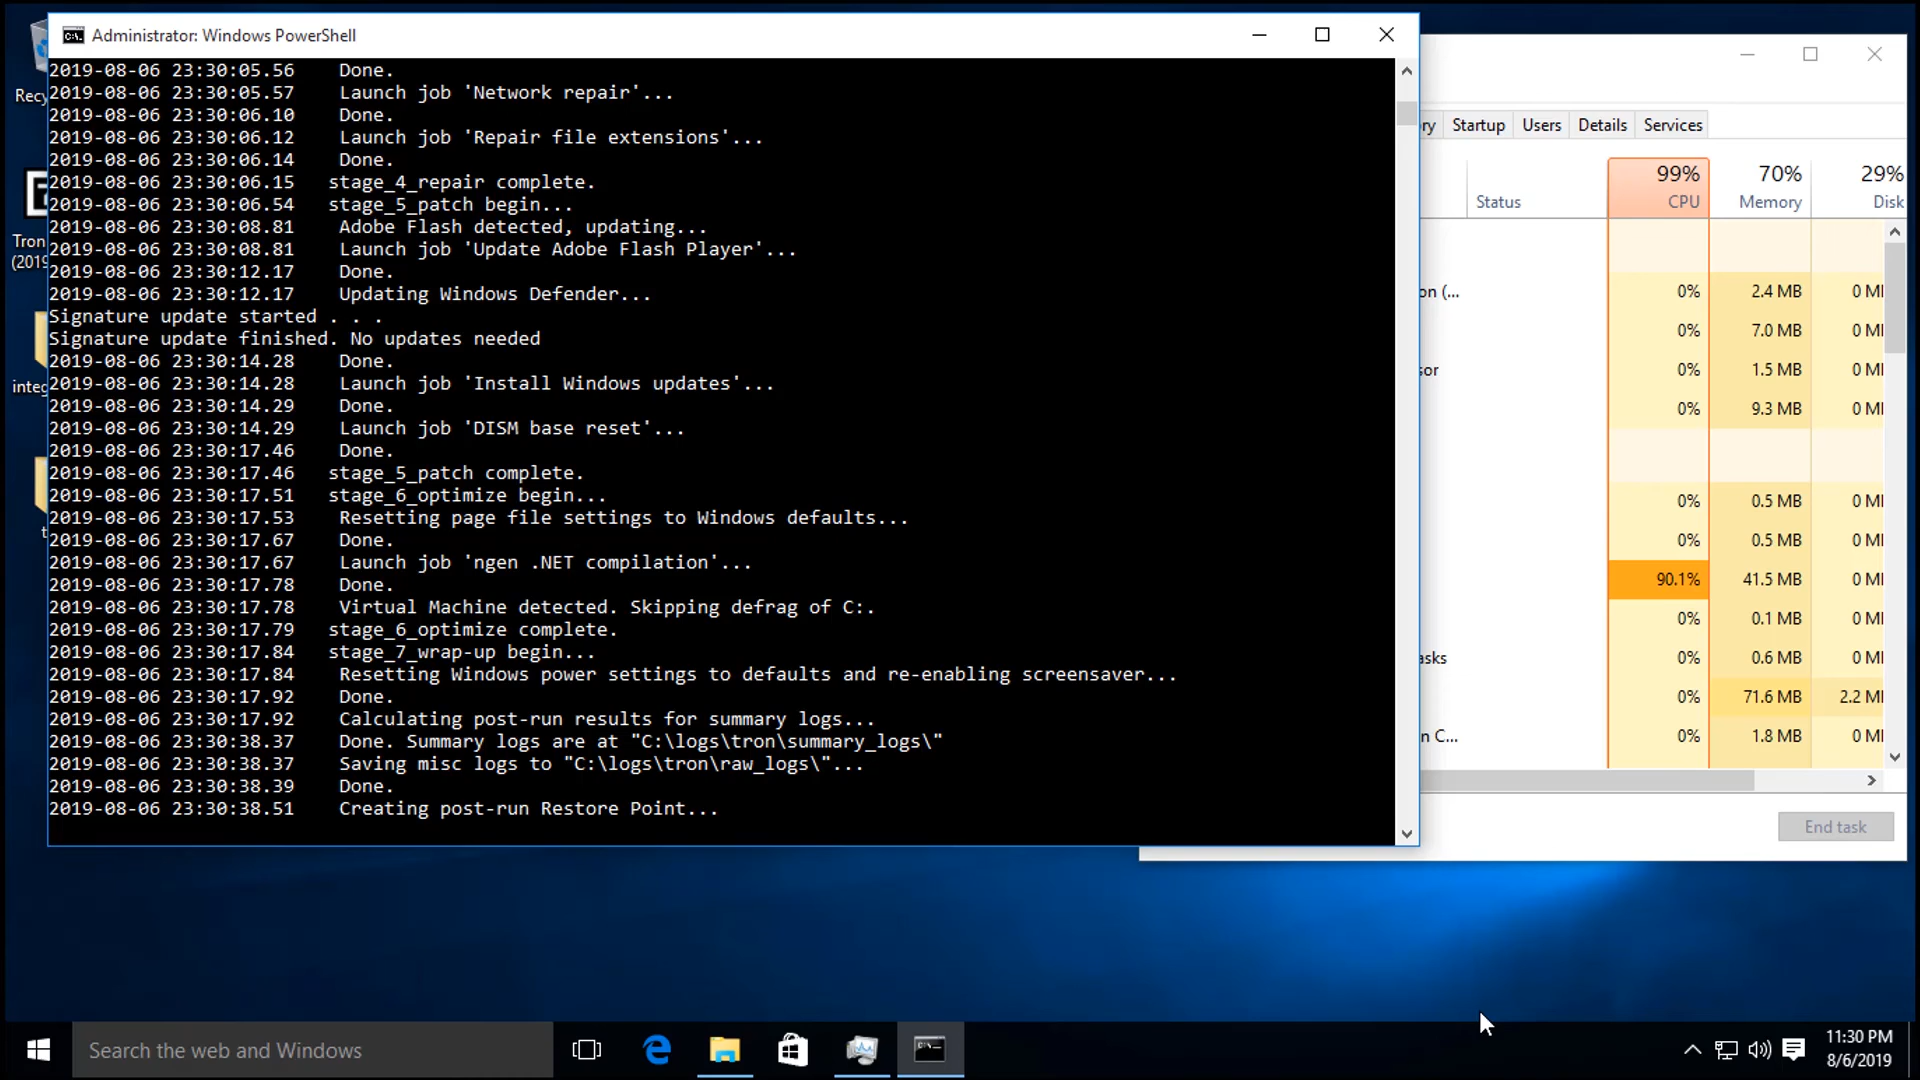 Administrator: Windows PowerShell
2019-08-06 23:30:05.56    Done.
2019-08-06 23:30:05.57    Launch job 'Network repair'...
2019-08-06 23:30:06.10    Done.
2019-08-06 23:30:06.12    Launch job 'Repair file extensions'...
2019-08-06 23:30:06.14    Done.
2019-08-06 23:30:06.15   stage_4_repair complete.
2019-08-06 23:30:06.54   stage_5_patch begin...
2019-08-06 23:30:08.81    Adobe Flash detected, updating...
2019-08-06 23:30:08.81    Launch job 'Update Adobe Flash Player'...
2019-08-06 23:30:12.17    Done.
2019-08-06 23:30:12.17    Updating Windows Defender...
Signature update started . . .
Signature update finished. No updates needed
2019-08-06 23:30:14.28    Done.
2019-08-06 23:30:14.28    Launch job 'Install Windows updates'...
2019-08-06 23:30:14.29    Done.
2019-08-06 23:30:14.29    Launch job 'DISM base reset'...
2019-08-06 23:30:17.46    Done.
2019-08-06 23:30:17.46   stage_5_patch complete.
2019-08-06 23:30:17.51   stage_6_optimize begin...
2019-08-06 23:30:17.53    Resetting page file settings to Windows defaults...
2019-08-06 23:30:17.67    Done.
2019-08-06 23:30:17.67    Launch job 'ngen .NET compilation'...
2019-08-06 23:30:17.78    Done.
2019-08-06 23:30:17.78    Virtual Machine detected. Skipping defrag of C:.
2019-08-06 23:30:17.79   stage_6_optimize complete.
2019-08-06 23:30:17.84   stage_7_wrap-up begin...
2019-08-06 23:30:17.84    Resetting Windows power settings to defaults and re-enabling screensaver...
2019-08-06 23:30:17.92    Done.
2019-08-06 23:30:17.92    Calculating post-run results for summary logs...
2019-08-06 23:30:38.37    Done. Summary logs are at "C:\logs\tron\summary_logs\"
2019-08-06 23:30:38.37    Saving misc logs to "C:\logs\tron\raw_logs\"...
2019-08-06 23:30:38.39    Done.
2019-08-06 23:30:38.51    Creating post-run Restore Point...
Recy
Tron
(2019
integ
t
ry Startup Users Details Services
99% 70% 29%
Status CPU Memory Disk
on (... 0% 2.4 MB 0 M
0% 7.0 MB 0 M
sor 0% 1.5 MB 0 M
0% 9.3 MB 0 M
0% 0.5 MB 0 M
0% 0.5 MB 0 M
90.1% 41.5 MB 0 M
0% 0.1 MB 0 M
asks 0% 0.6 MB 0 M
0% 71.6 MB 2.2 M
n C... 0% 1.8 MB 0 M
End task
Search the web and Windows
11:30 PM
8/6/2019